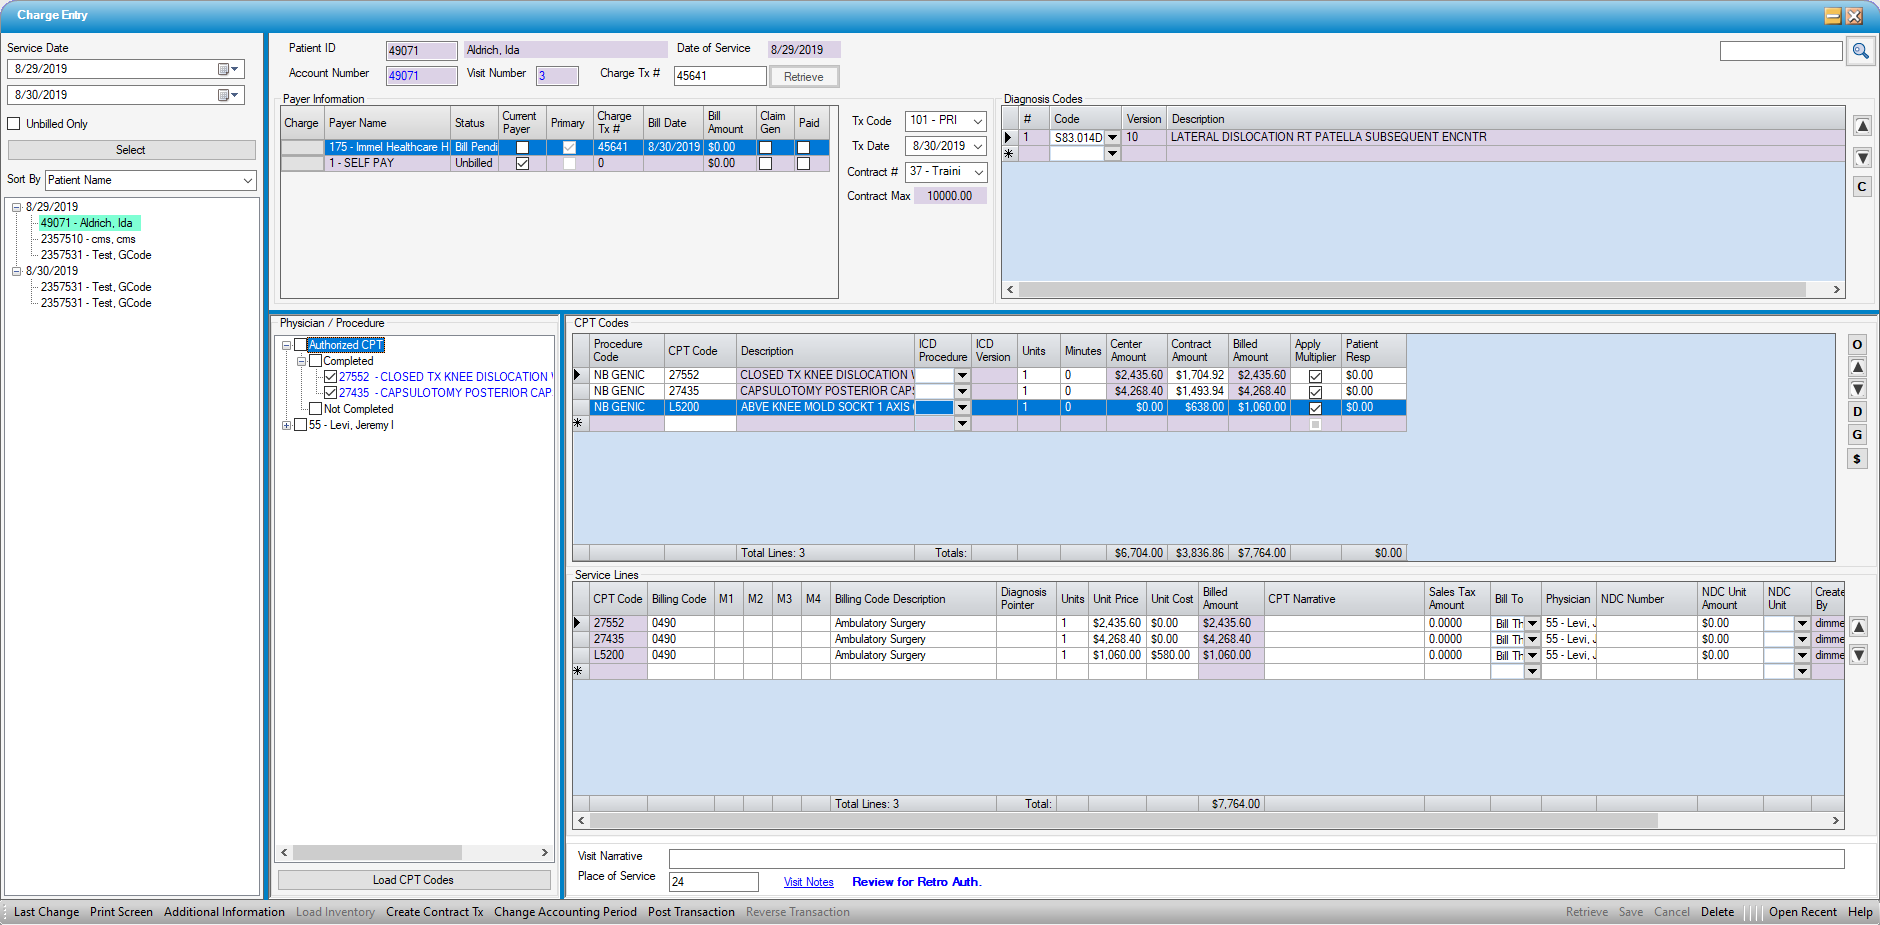 Charge Entry
Service Date
8/29/2019
8/30/2019
Unbilled Only
Select
Sort By Patient Name
8/29/2019
49071 - Aldrich, Ida
2357510 - cms, cms
2357531 - Test, GCode
8/30/2019
2357531 - Test, GCode
2357531 - Test, GCode
Patient ID 49071 Aldrich, Ida Date of Service 8/29/2019
Account Number 49071 Visit Number 3 Charge Tx # 45641 Retrieve
Payer Information
Charge Payer Name Status Current Payer Primary Charge Tx # Bill Date Bill Amount Claim Gen Paid
175 - Immel Healthcare H Bill Pendi 45641 8/30/2019 $0.00
1 - SELF PAY Unbilled 0 $0.00
Tx Code 101 - PRI
Tx Date 8/30/2019
Contract # 37 - Traini
Contract Max 10000.00
Diagnosis Codes
# Code Version Description
1 S83.014D 10 LATERAL DISLOCATION RT PATELLA SUBSEQUENT ENCNTR
C
Physician / Procedure
Authorized CPT
Completed
27552 - CLOSED TX KNEE DISLOCATION
27435 - CAPSULOTOMY POSTERIOR CAP
Not Completed
55 - Levi, Jeremy I
Load CPT Codes
CPT Codes
Procedure Code CPT Code Description ICD Procedure ICD Version Units Minutes Center Amount Contract Amount Billed Amount Apply Multiplier Patient Resp
NB GENIC 27552 CLOSED TX KNEE DISLOCATION 1 0 $2,435.60 $1,704.92 $2,435.60 $0.00
NB GENIC 27435 CAPSULOTOMY POSTERIOR CAPS 1 0 $4,268.40 $1,493.94 $4,268.40 $0.00
NB GENIC L5200 ABVE KNEE MOLD SOCKT 1 AXIS 1 0 $0.00 $638.00 $1,060.00 $0.00
Total Lines: 3 Totals: $6,704.00 $3,836.86 $7,764.00 $0.00
O
D
G
$
Service Lines
CPT Code Billing Code M1 M2 M3 M4 Billing Code Description Diagnosis Pointer Units Unit Price Unit Cost Billed Amount CPT Narrative Sales Tax Amount Bill To Physician NDC Number NDC Unit Amount NDC Unit Create By
27552 0490 Ambulatory Surgery 1 $2,435.60 $0.00 $2,435.60 0.0000 Bill Th 55 - Levi, J $0.00 dimme
27435 0490 Ambulatory Surgery 1 $4,268.40 $0.00 $4,268.40 0.0000 Bill Th 55 - Levi, J $0.00 dimme
L5200 0490 Ambulatory Surgery 1 $1,060.00 $580.00 $1,060.00 0.0000 Bill Th 55 - Levi, J $0.00 dimme
Total Lines: 3 Total: $7,764.00
Visit Narrative
Place of Service 24 Visit Notes Review for Retro Auth.
Last Change Print Screen Additional Information Load Inventory Create Contract Tx Change Accounting Period Post Transaction Reverse Transaction Retrieve Save Cancel Delete Open Recent Help